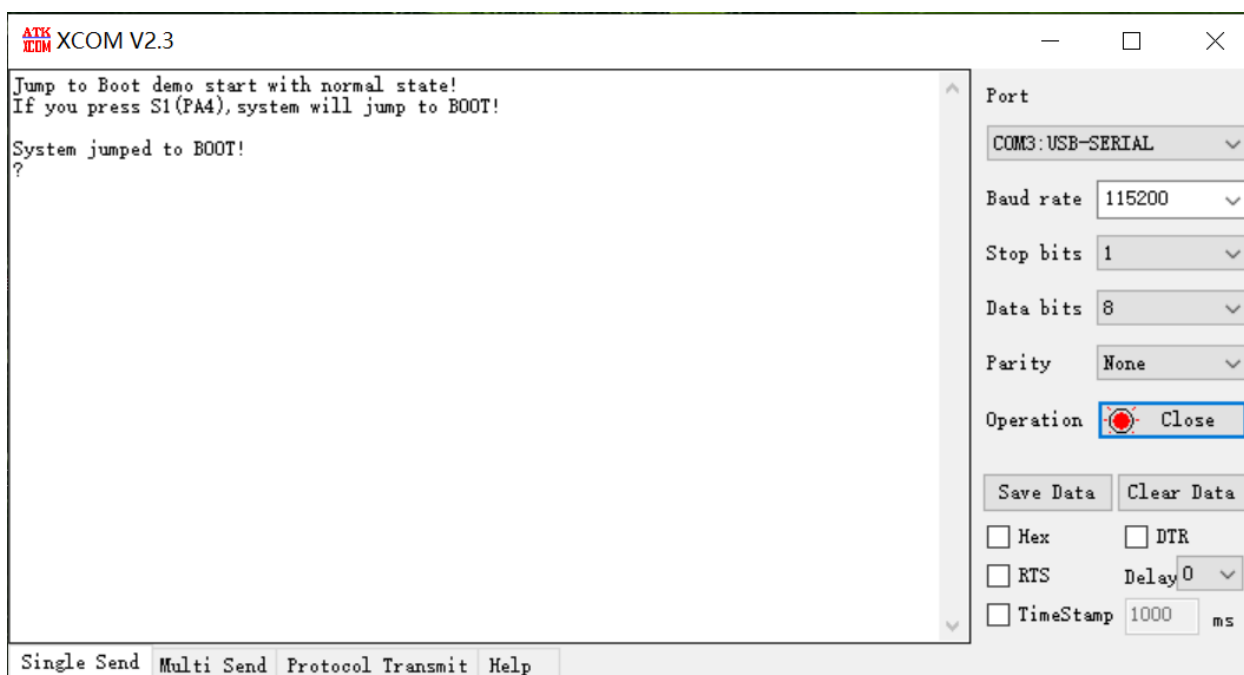 ATK
XCOM
XCOM V2.3
Jump to Boot demo start with normal state!
If you press S1(PA4),system will jump to BOOT!
System jumped to BOOT!
?
Port
COM3:USB-SERIAL
Baud rate 115200
Stop bits 1
Data bits 8
Parity None
Operation Close
Save Data Clear Data
Hex DTR
RTS Delay 0
TimeStamp 1000 ms
Single Send Multi Send Protocol Transmit Help